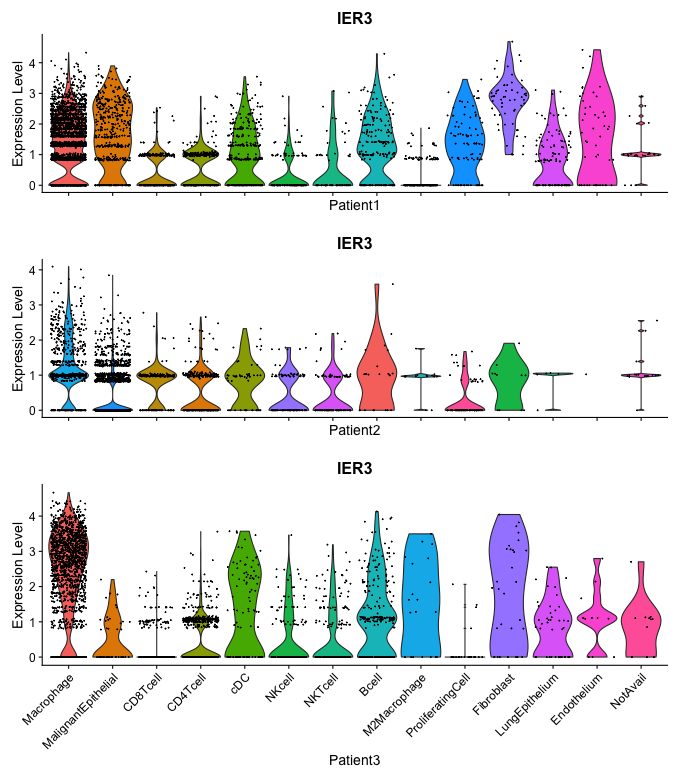 IER3
Expression Level
4
3
2
1
0
Patient1
IER3
Expression Level
4
3
2
1
0
Patient2
IER3
Expression Level
4
3
2
1
0
Macrophage
MalignantEpithelial
CD8Tcell
CD4Tcell
cDC
NKcell
NKTcell
Bcell
M2Macrophage
ProliferatingCell
Fibroblast
LungEpithelium
Endothelium
NotAvail
Patient3